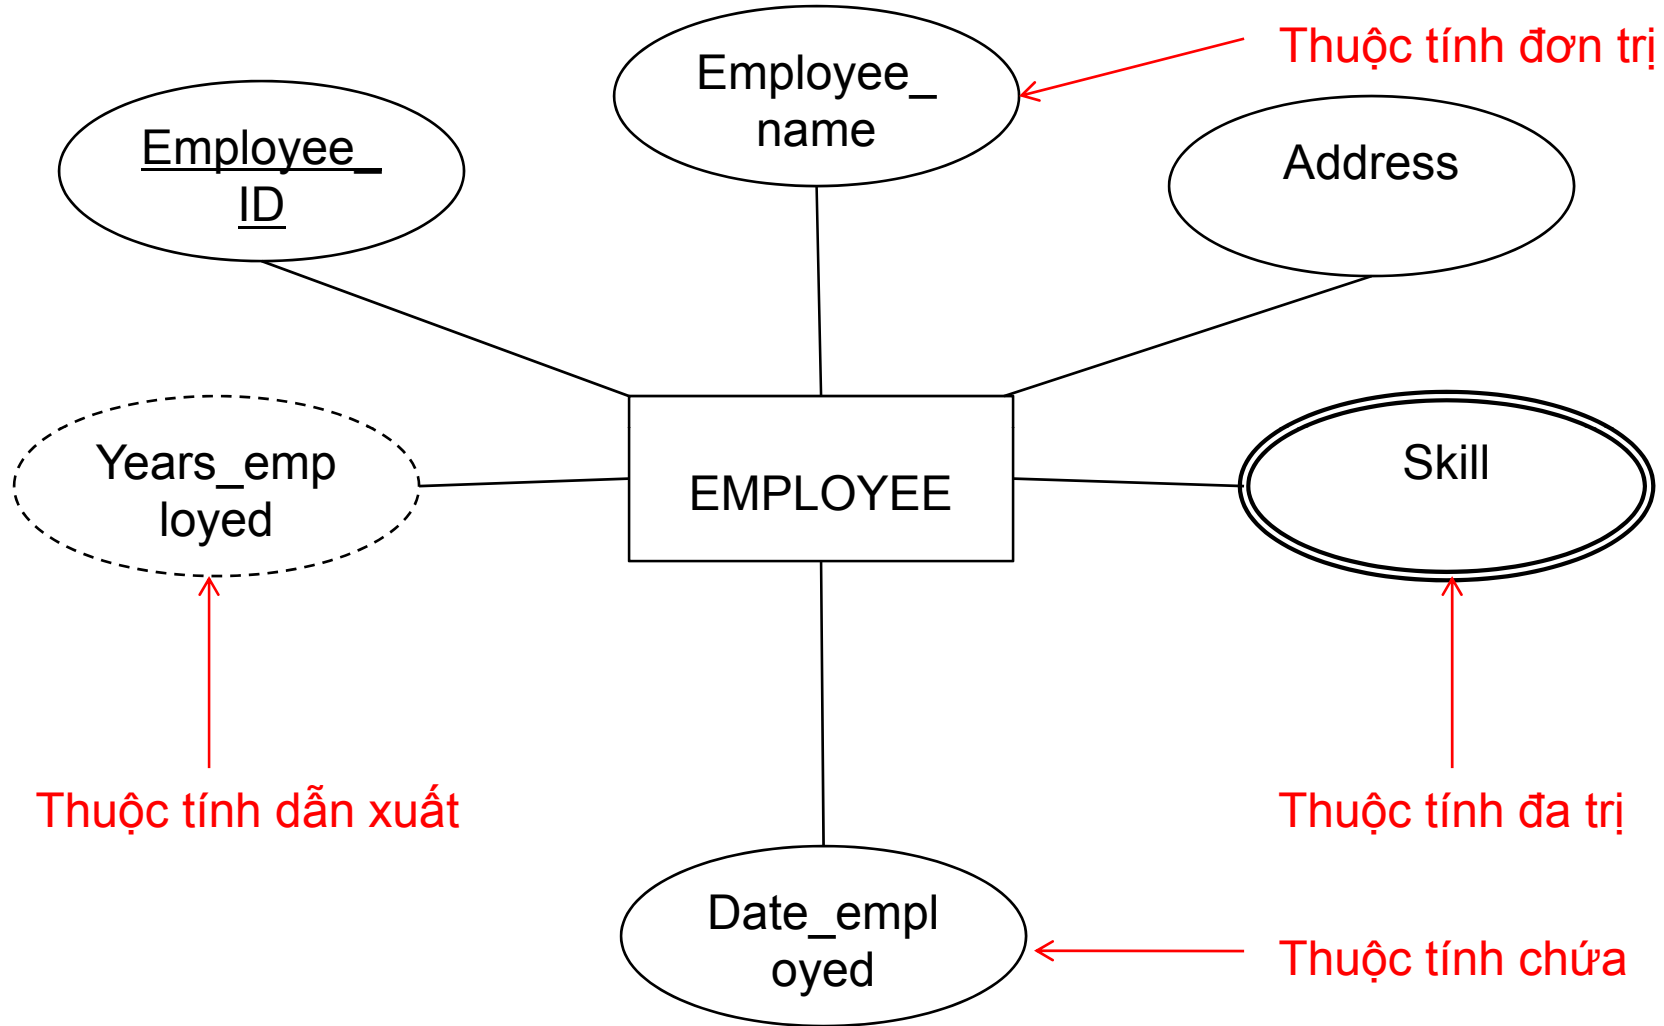 Thuộc tính đơn trị
Employee_
name
Employee_
ID
Address
Years_emp
loyed
EMPLOYEE
Skill
Thuộc tính dẫn xuất
Thuộc tính đa trị
Date_empl
oyed
Thuộc tính chứa